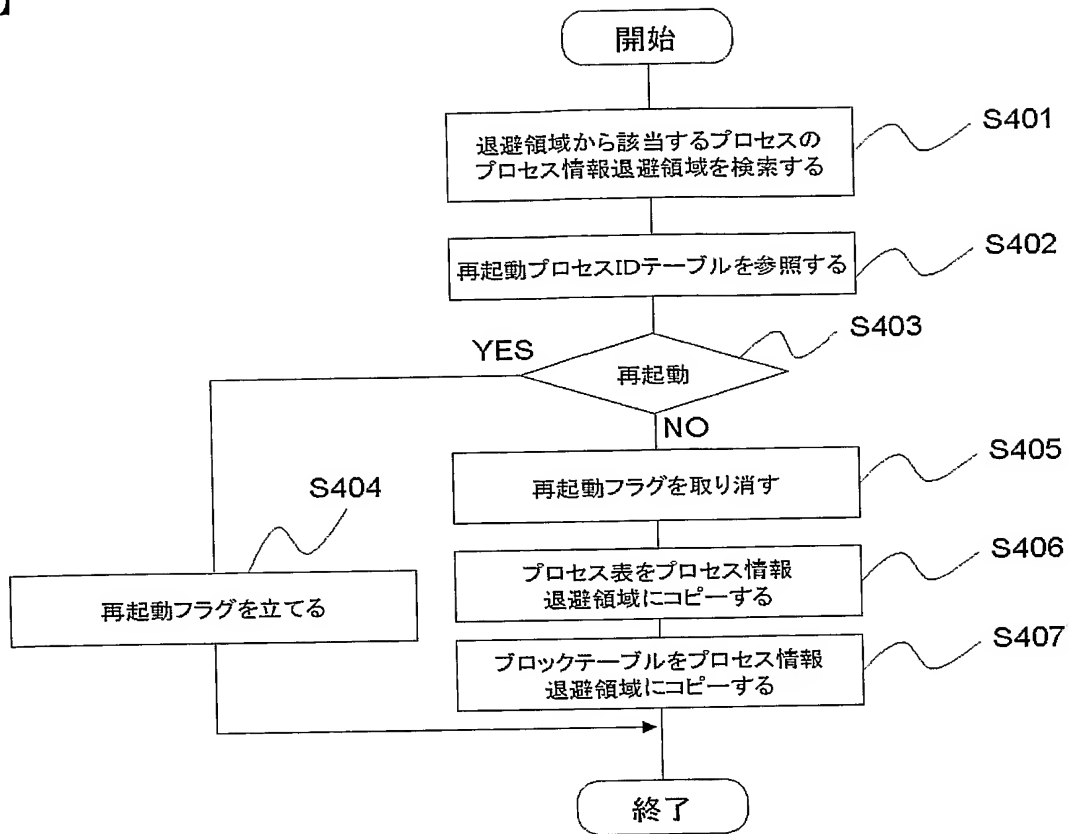 開始
退避領域から該当するプロセスの
プロセス情報退避領域を検索する
S401
再起動プロセスIDテーブルを参照する
S402
再起動
S403
YES
NO
再起動フラグを取り消す
S405
S404
再起動フラグを立てる
プロセス表をプロセス情報
退避領域にコピーする
S406
ブロックテーブルをプロセス情報
退避領域にコピーする
S407
終了